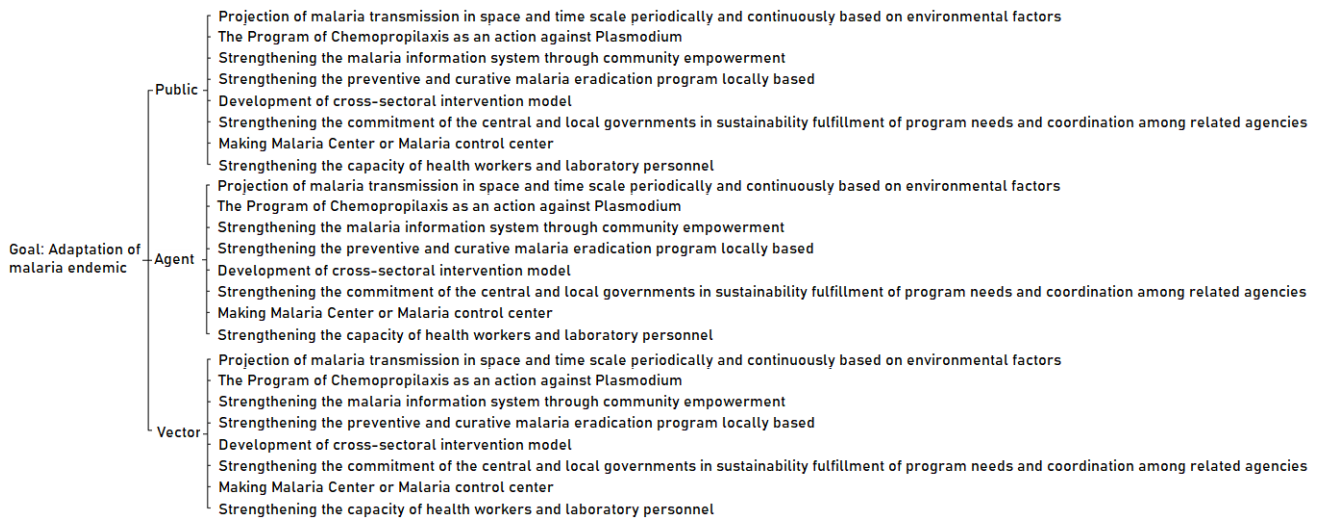 Projection of malaria transmission in space and time scale periodically and continuously based on environmental factors
The Program of Chemopropilaxis as an action against Plasmodium
Strengthening the malaria information system through community empowerment
Strengthening the preventive and curative malaria eradication program locally based
Public
Development of cross-sectoral intervention model
Strengthening the commitment of the central and local governments in sustainability fulfillment of program needs and coordination among related agencies
Making Malaria Center or Malaria control center
Strengthening the capacity of health workers and laboratory personnel
Projection of malaria transmission in space and time scale periodically and continuously based on environmental factors
The Program of Chemopropilaxis as an action against Plasmodium
Strengthening the malaria information system through community empowerment
Strengthening the preventive and curative malaria eradication program locally based
Goal: Adaptation of
malaria endemic
Agent
Development of cross-sectoral intervention model
Strengthening the commitment of the central and local governments in sustainability fulfillment of program needs and coordination among related agencies
Making Malaria Center or Malaria control center
Strengthening the capacity of health workers and laboratory personnel
Projection of malaria transmission in space and time scale periodically and continuously based on environmental factors
The Program of Chemopropilaxis as an action against Plasmodium
Strengthening the malaria information system through community empowerment
Strengthening the preventive and curative malaria eradication program locally based
Vector
Development of cross-sectoral intervention model
Strengthening the commitment of the central and local governments in sustainability fulfillment of program needs and coordination among related agencies
Making Malaria Center or Malaria control center
Strengthening the capacity of health workers and laboratory personnel